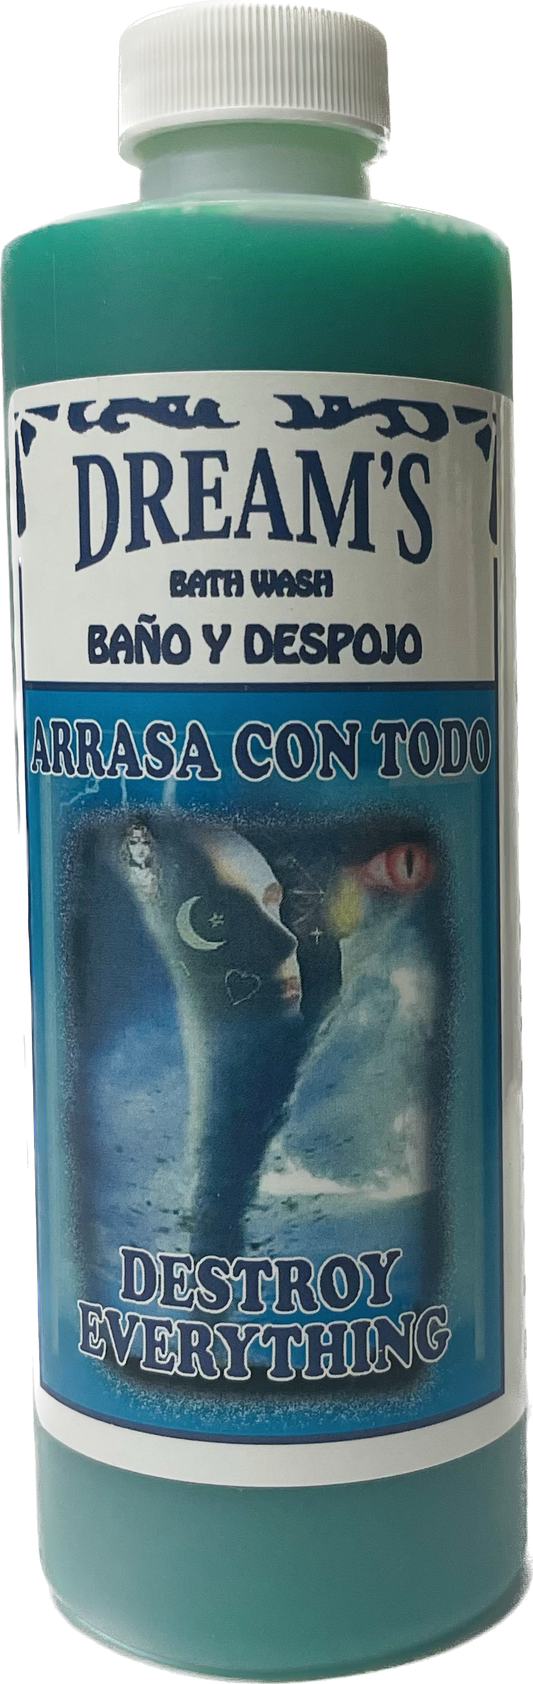 DREAM'S
BATH WASH
BAÑO Y DESPOJO
ARRASA CON TODO
DESTROY
EVERYTHING